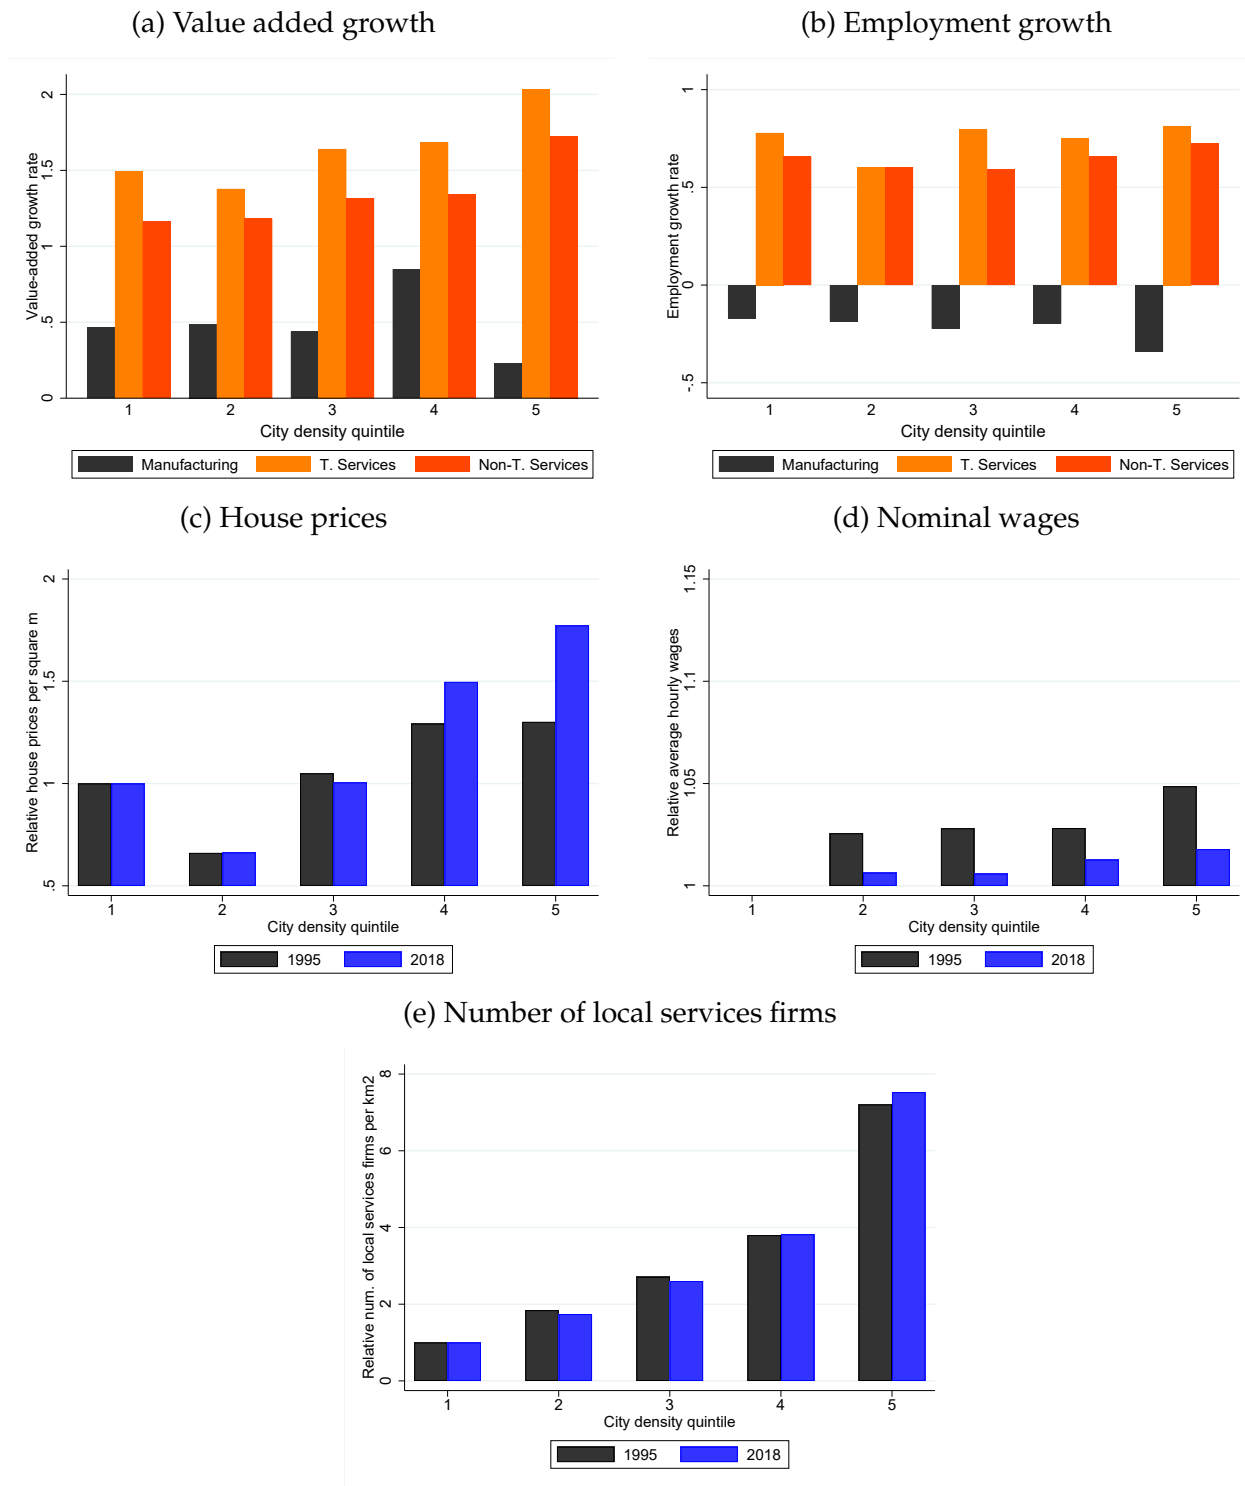 (a) Value added growth
(b) Employment growth
Value-added growth rate
0 .5 1 1.5 2
1 2 3 4 5
City density quintile
Manufacturing T. Services Non-T. Services
Employment growth rate
-.5 0 .5 1
1 2 3 4 5
City density quintile
Manufacturing T. Services Non-T. Services
(c) House prices
(d) Nominal wages
Relative house prices per square m
.5 1 1.5 2
1 2 3 4 5
City density quintile
1995 2018
Relative average hourly wages
1 1.05 1.1 1.15
1 2 3 4 5
City density quintile
1995 2018
(e) Number of local services firms
Relative num. of local services firms per km2
0 2 4 6 8
1 2 3 4 5
City density quintile
1995 2018